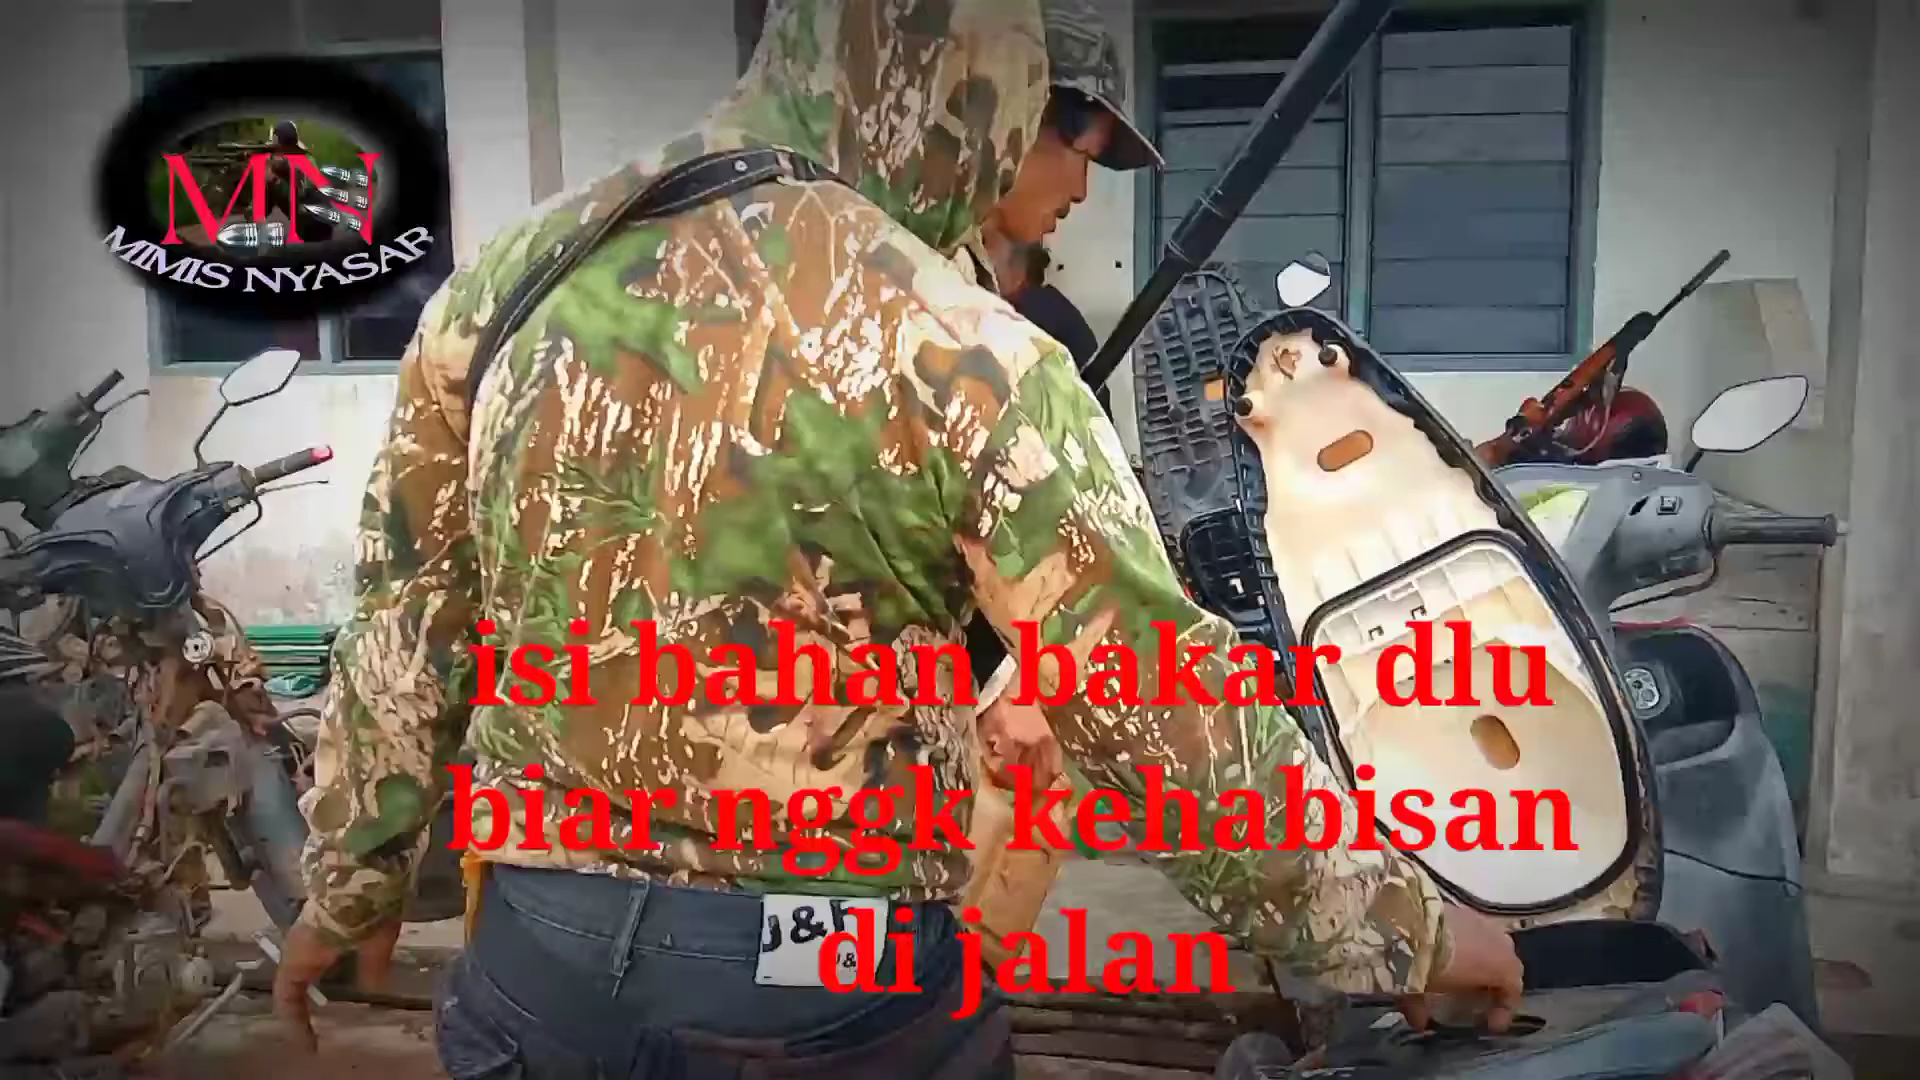 MN
MIMIS NYASAR
isi bahan bakar dlu
biar nggk kehabisan
di jalan